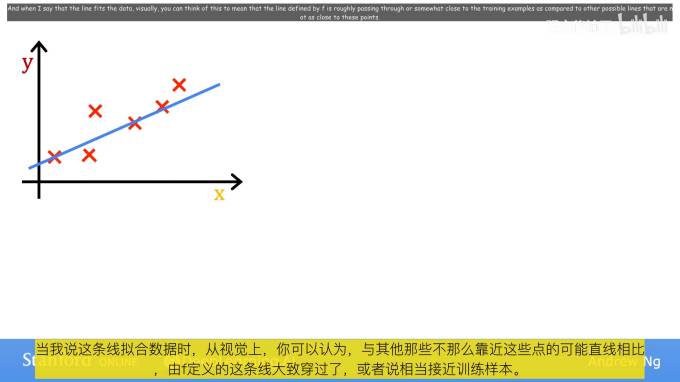 And when I say that the line fits the data, visually, you can think of this to mean that the line defined by f is roughly passing through or somewhat close to the training examples as compared to other possible lines that are n
ot as close to these points.
bilibili
y
x
当我说这条线拟合数据时，从视觉上，你可以认为，与其他那些不那么靠近这些点的可能直线相比
，由f定义的这条线大致穿过了，或者说相当接近训练样本。
Ng